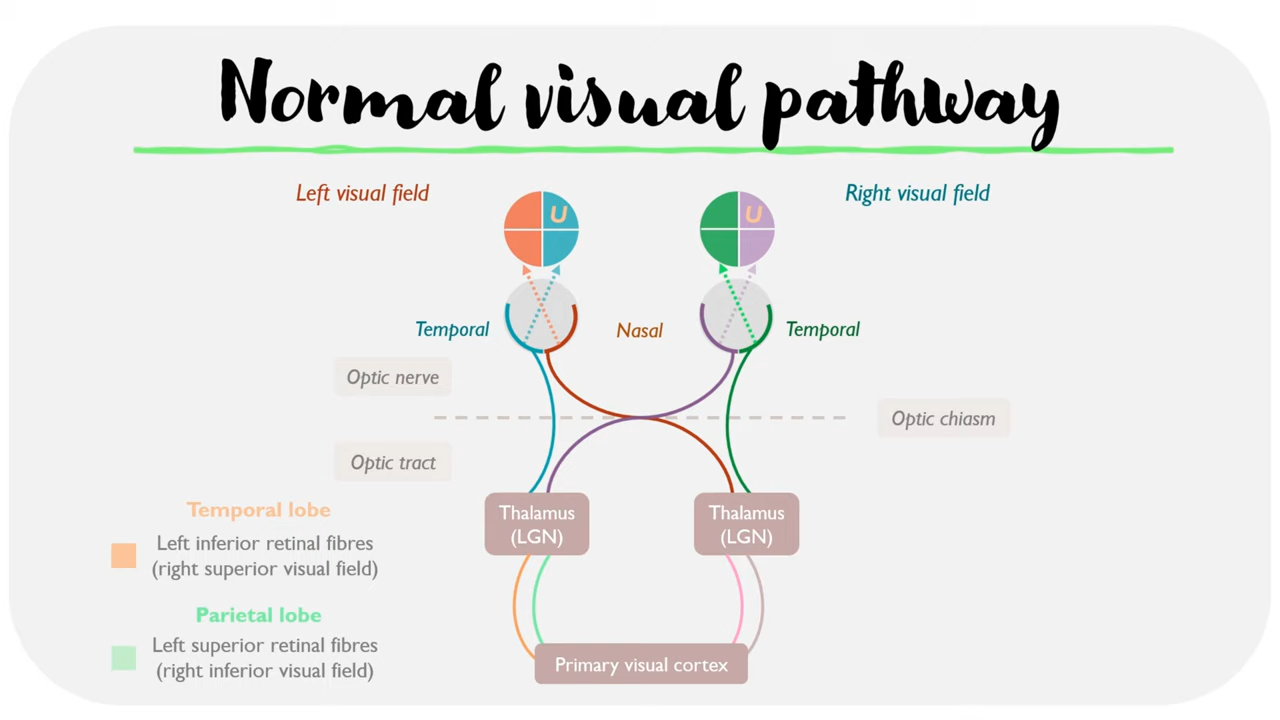 Normal visual pathway
Left visual field
Right visual field
U
U
Temporal
Nasal
Temporal
Optic nerve
Optic chiasm
Optic tract
Thalamus
(LGN)
Thalamus
(LGN)
Temporal lobe
Left inferior retinal fibres
(right superior visual field)
Parietal lobe
Left superior retinal fibres
(right inferior visual field)
Primary visual cortex